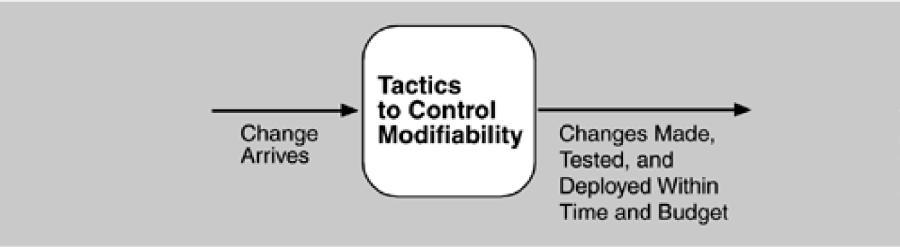 Tactics
to Control
Modifiability
Change
Arrives
Changes Made,
Tested, and
Deployed Within
Time and Budget